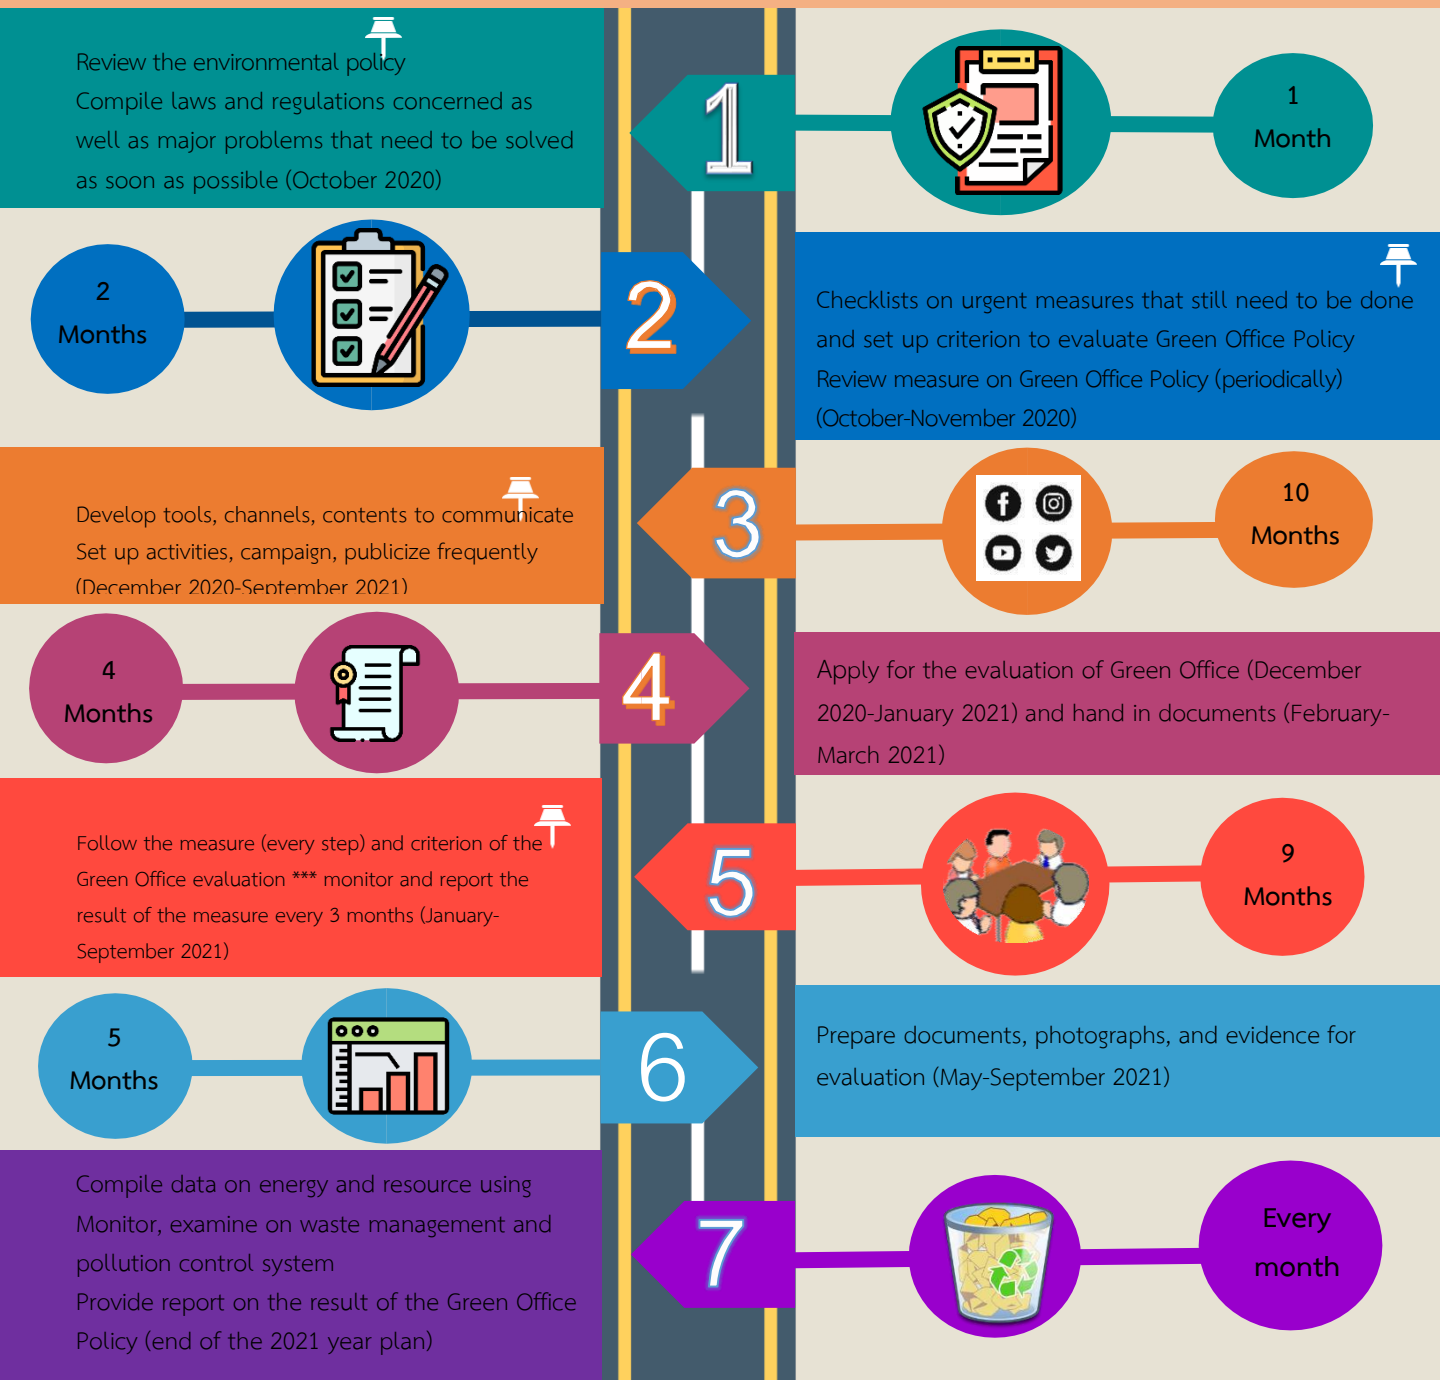 Review the environmental policy
Compile laws and regulations concerned as
well as major problems that need to be solved
as soon as possible (October 2020)
1
1
Month
2
Months
2
Checklists on urgent measures that still need to be done
and set up criterion to evaluate Green Office Policy
Review measure on Green Office Policy (periodically)
(October-November 2020)
Develop tools, channels, contents to communicate
Set up activities, campaign, publicize frequently
(December 2020-September 2021)
3
10
Months
4
Months
4
Apply for the evaluation of Green Office (December
2020-January 2021) and hand in documents (February-
March 2021)
Follow the measure (every step) and criterion of the
Green Office evaluation *** monitor and report the
result of the measure every 3 months (January-
September 2021)
5
9
Months
5
Months
6
Prepare documents, photographs, and evidence for
evaluation (May-September 2021)
Compile data on energy and resource using
Monitor, examine on waste management and
pollution control system
Provide report on the result of the Green Office
Policy (end of the 2021 year plan)
7
Every
month